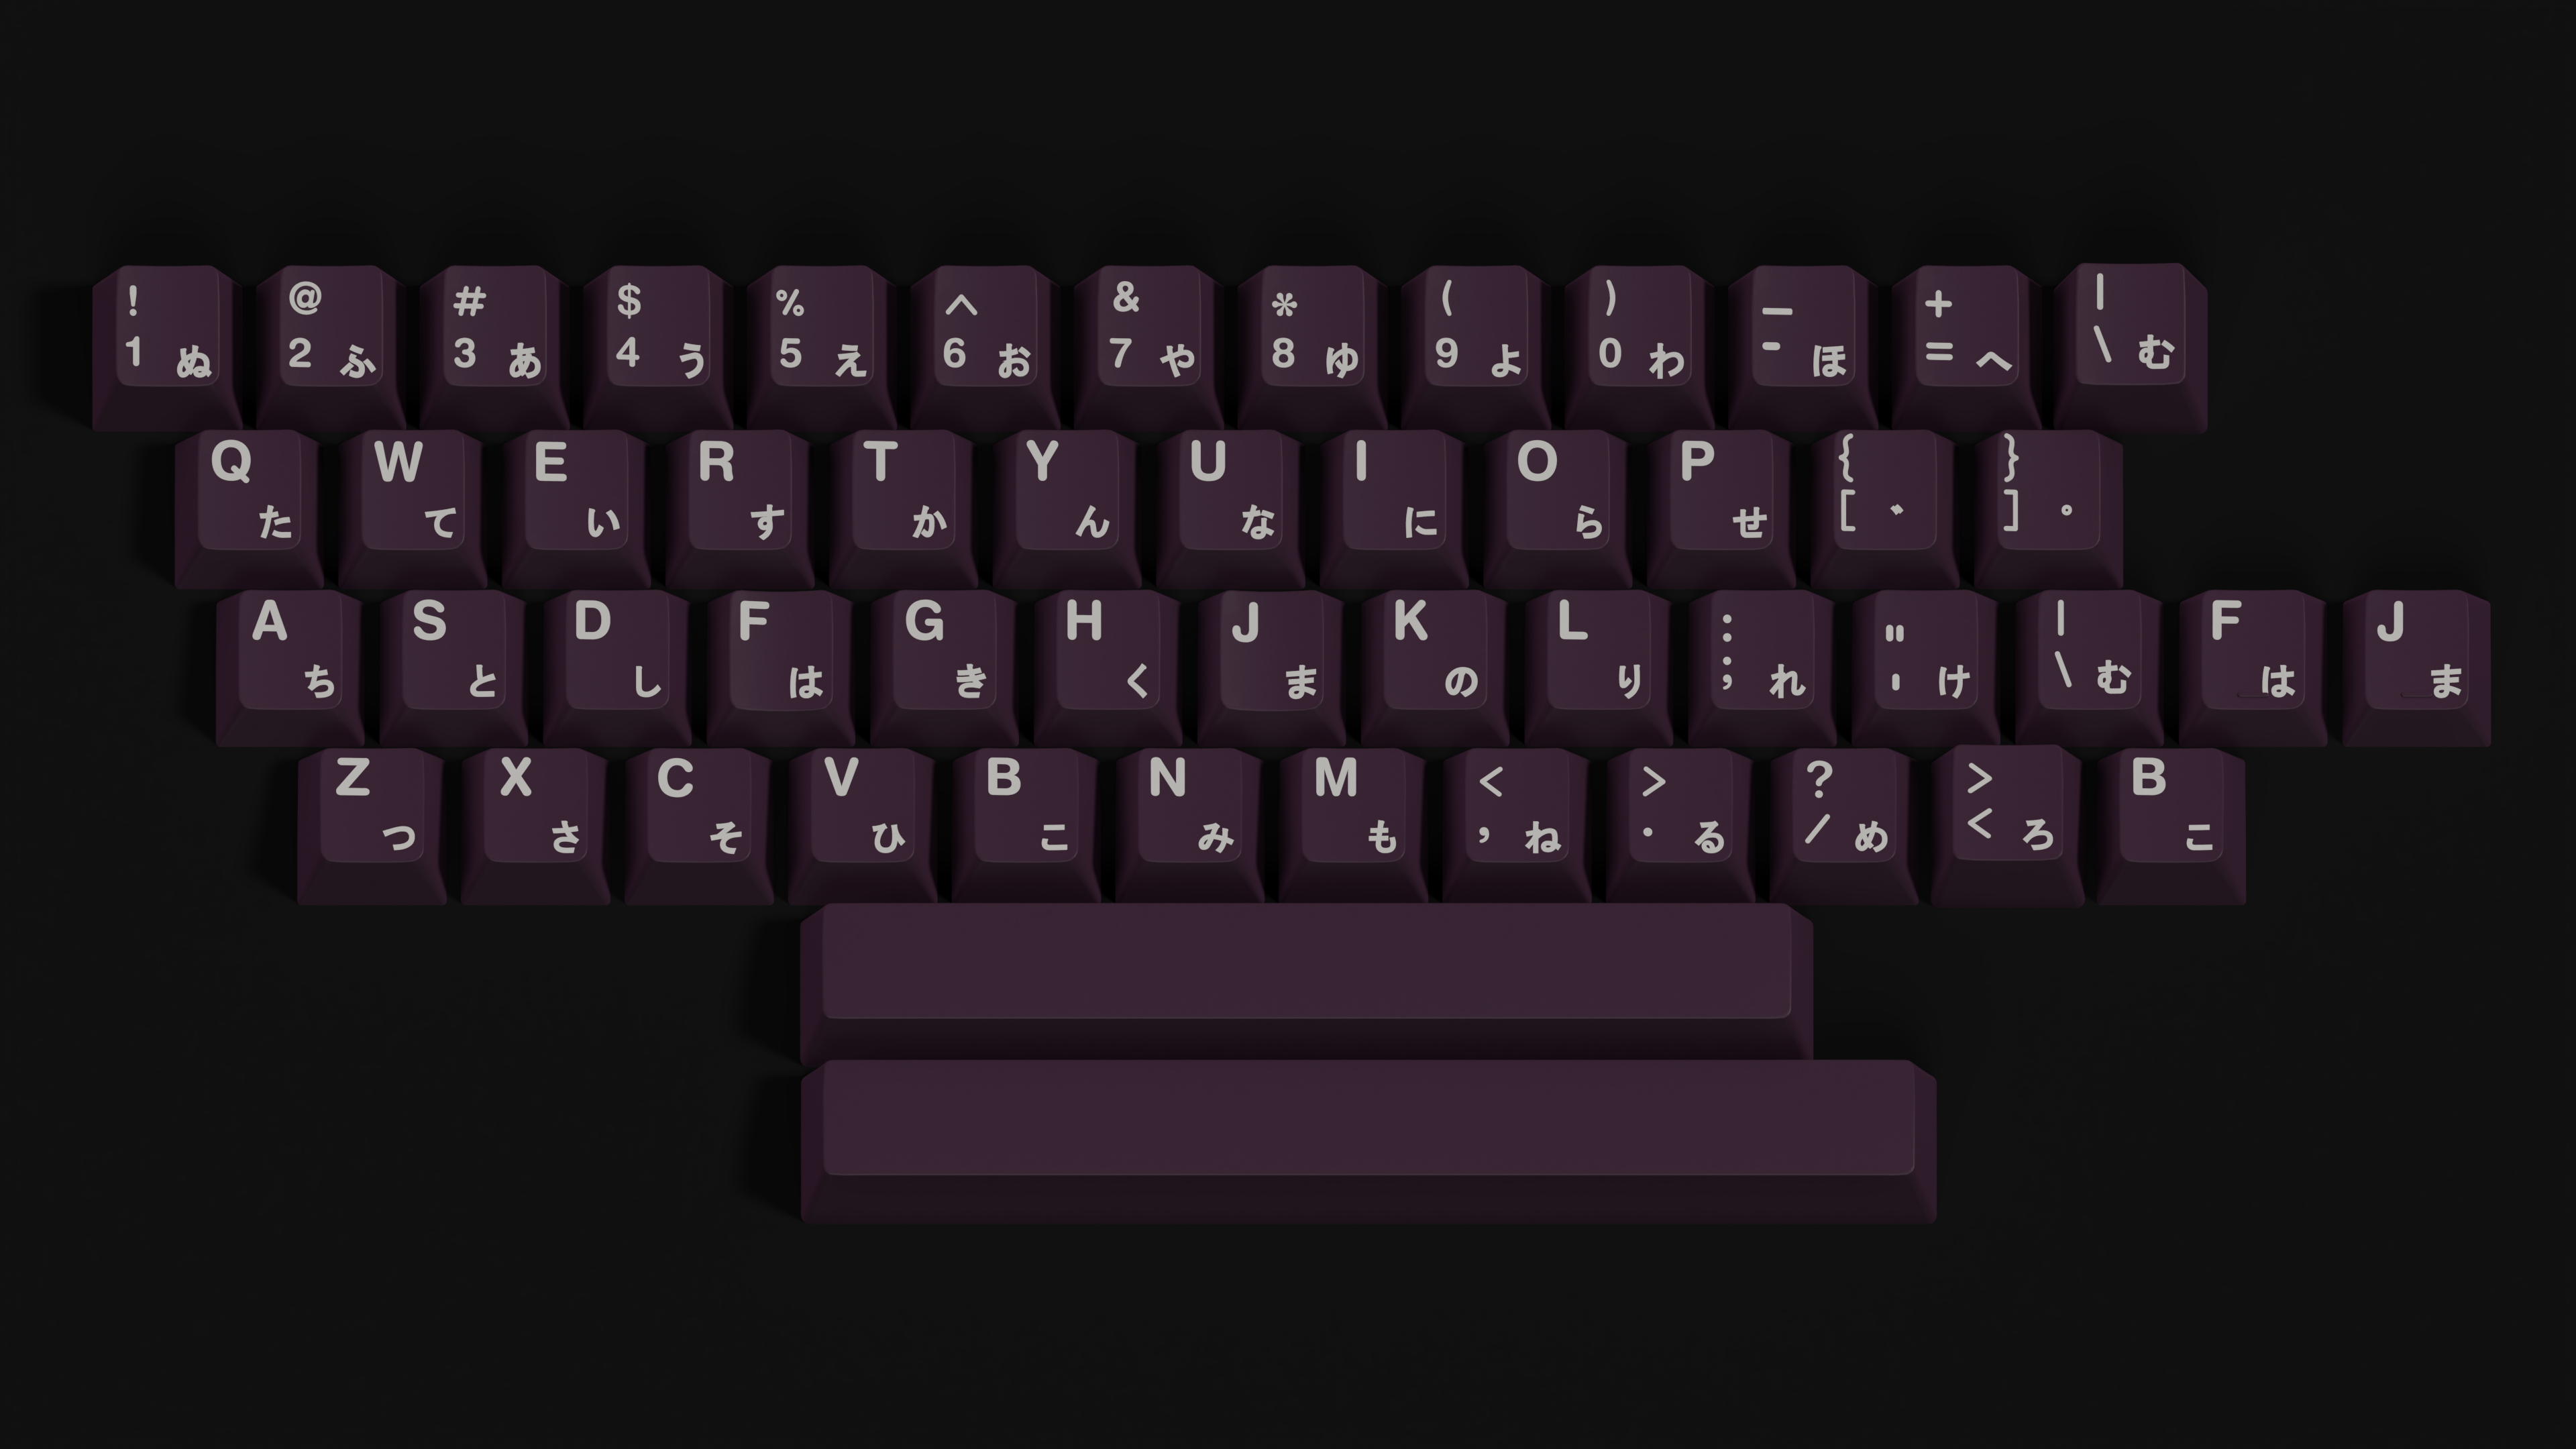 ! @ # $ % ^ & * ( ) _ + |
1 ぬ 2 ふ 3 あ 4 う 5 え 6 お 7 や 8 ゆ 9 よ 0 わ - ほ = へ \ む
Q W E R T Y U I O P { }
た て い す か ん な に ら せ [ ゛ ] ゜
A S D F G H J K L : " | F J
ち と し は き く ま の り ; れ ' け \ む は ま
Z X C V B N M < > ? > B
つ さ そ ひ こ み も , ね . る / め < ろ こ